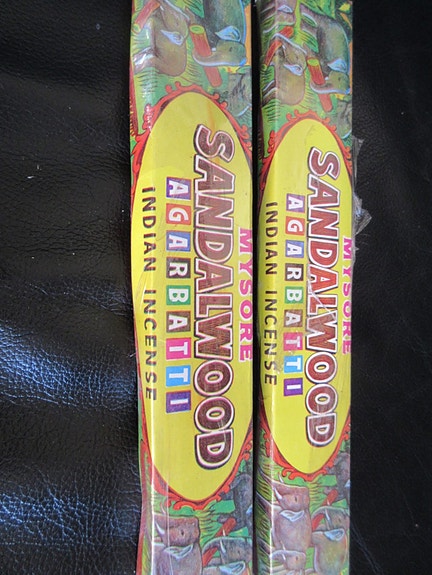 MYSORE
SANDALWOOD
AGARBATTI
INDIAN INCENSE
MYSORE
SANDALWOOD
AGARBATTI
INDIAN INCENSE